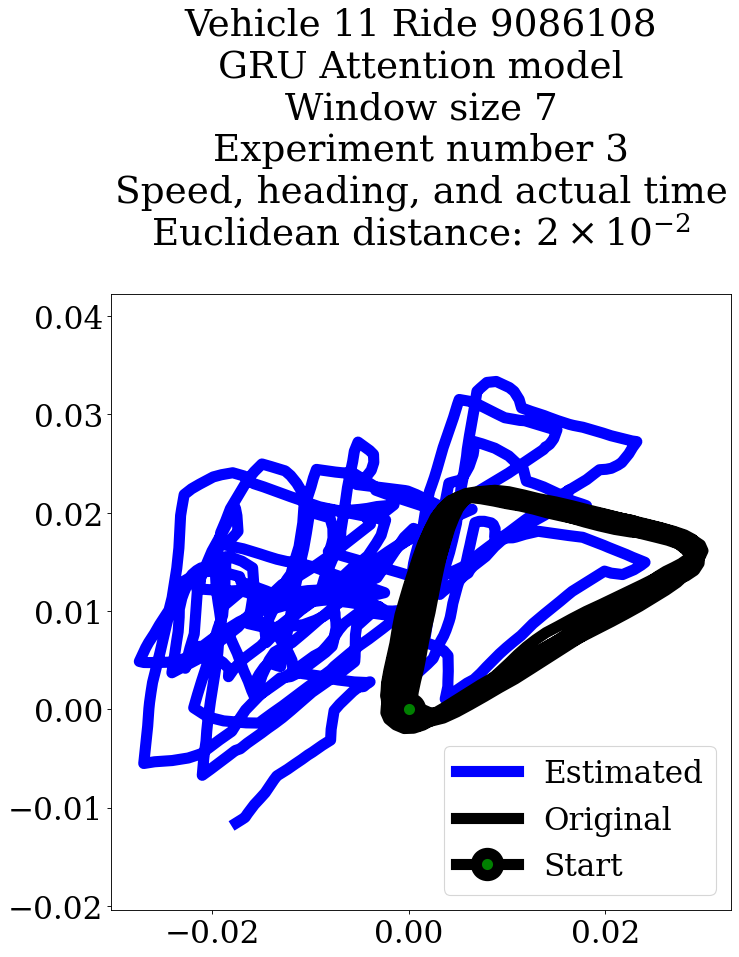 Vehicle 11 Ride 9086108
GRU Attention model
Window size 7
Experiment number 3
Speed, heading, and actual time
Euclidean distance: 2 × 10⁻²
0.04
0.03
0.02
0.01
0.00
−0.01
−0.02
−0.02 0.00 0.02
Estimated
Original
Start